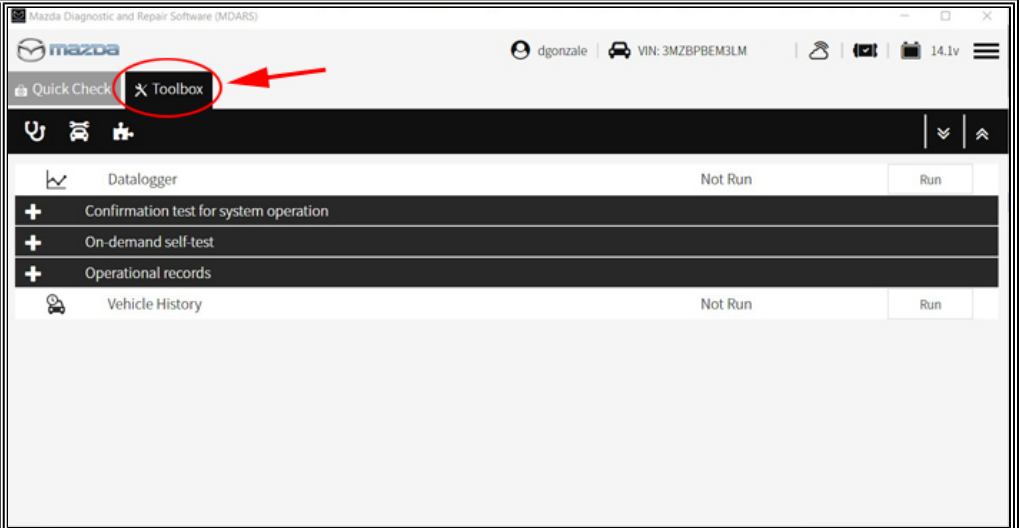 Mazda Diagnostic and Repair Software (MDARS)
mazda
dgonzale VIN: 3MZBPBEM3LM 14.1v
Quick Check Toolbox
Datalogger Not Run Run
Confirmation test for system operation
On-demand self-test
Operational records
Vehicle History Not Run Run